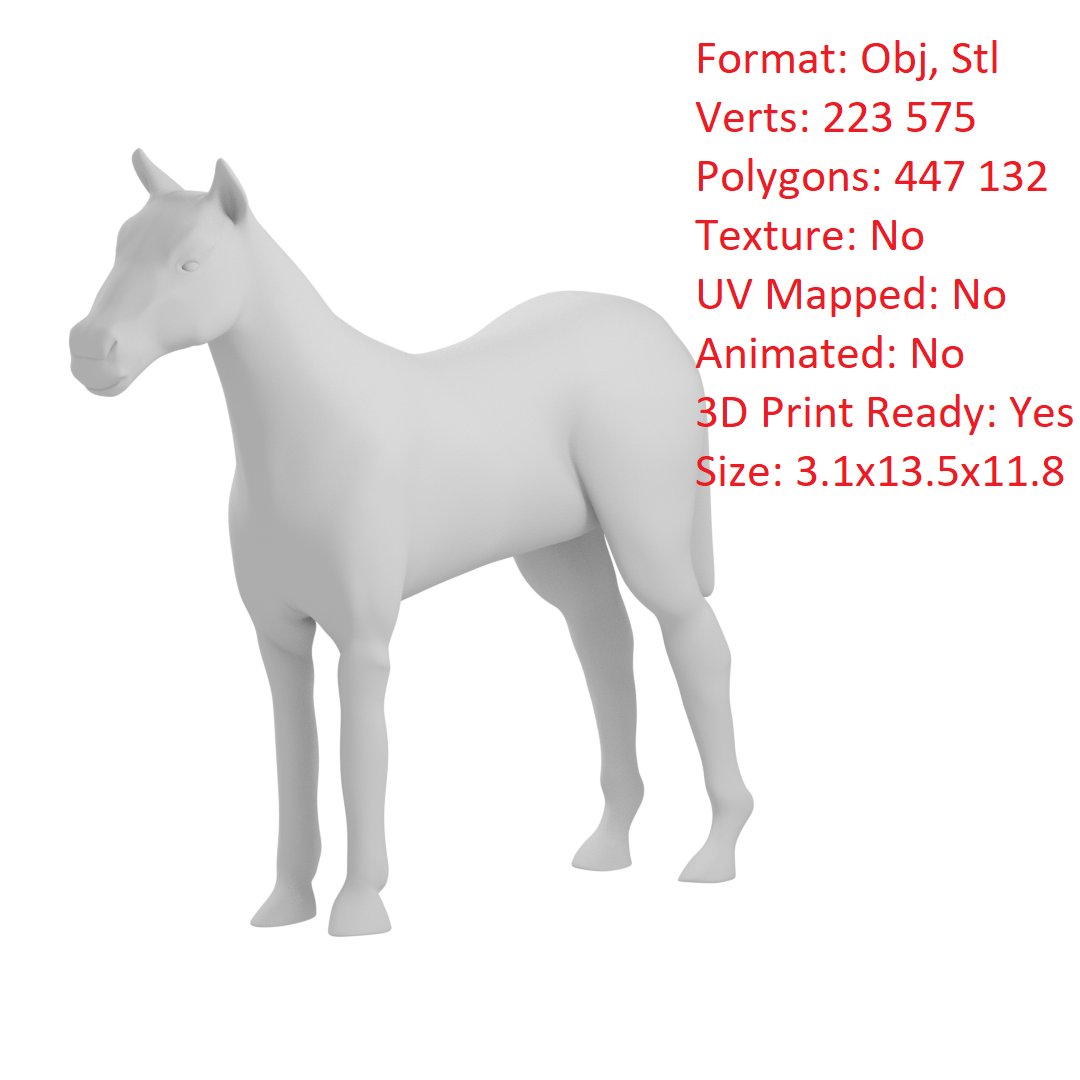 Format: Obj, Stl
Verts: 223 575
Polygons: 447 132
Texture: No
UV Mapped: No
Animated: No
3D Print Ready: Yes
Size: 3.1x13.5x11.8